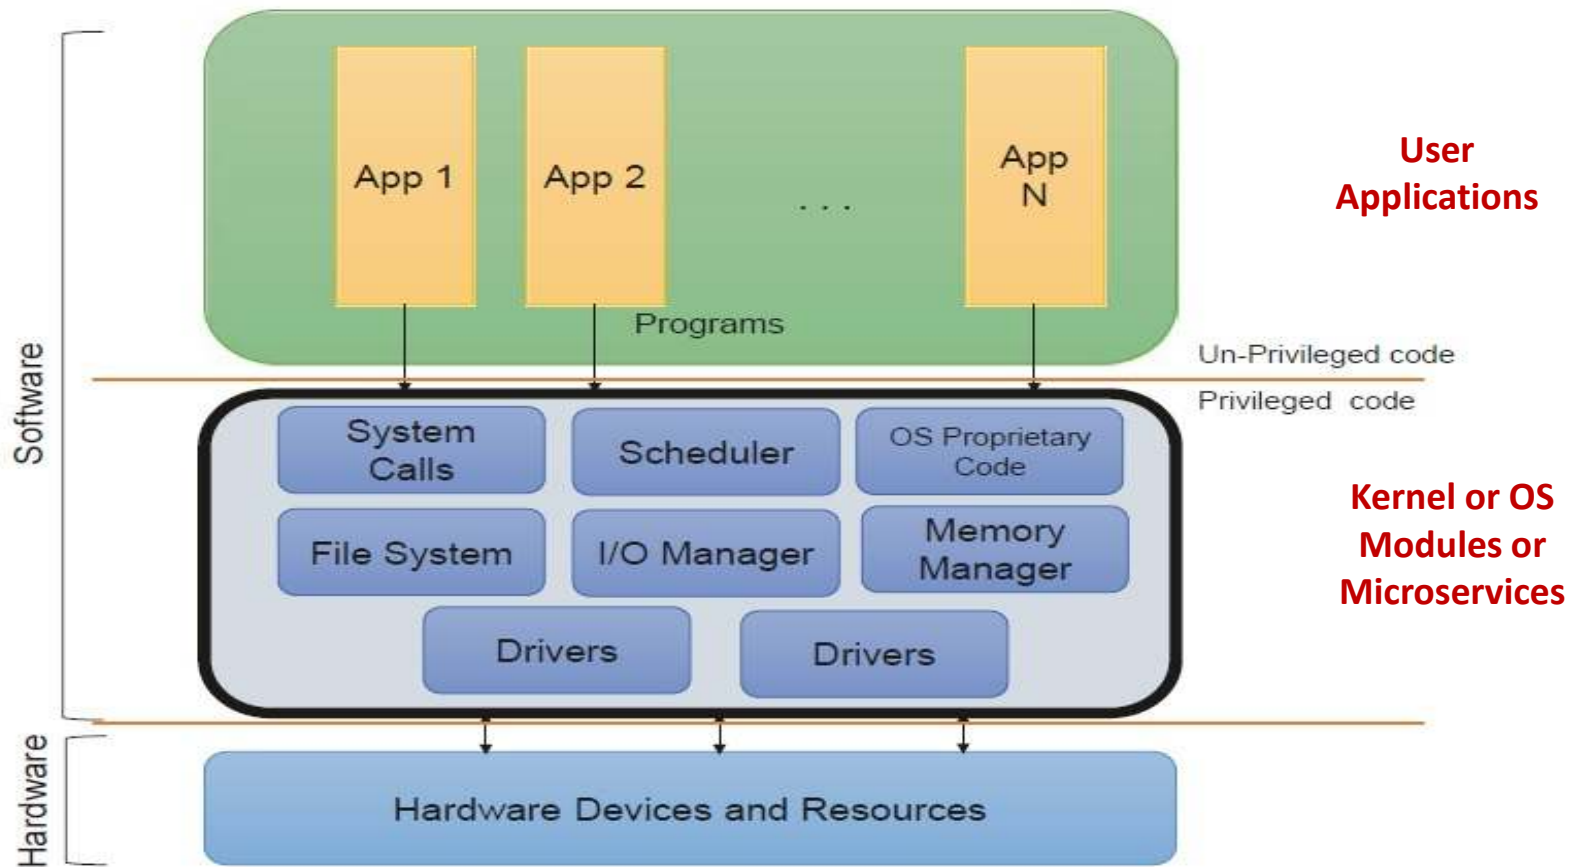 App 1
App 2
. . .
App
N
Programs
User
Applications
Un-Privileged code
Privileged code
Software
System
Calls
Scheduler
OS Proprietary
Code
File System
I/O Manager
Memory
Manager
Drivers
Drivers
Kernel or OS
Modules or
Microservices
Hardware
Hardware Devices and Resources